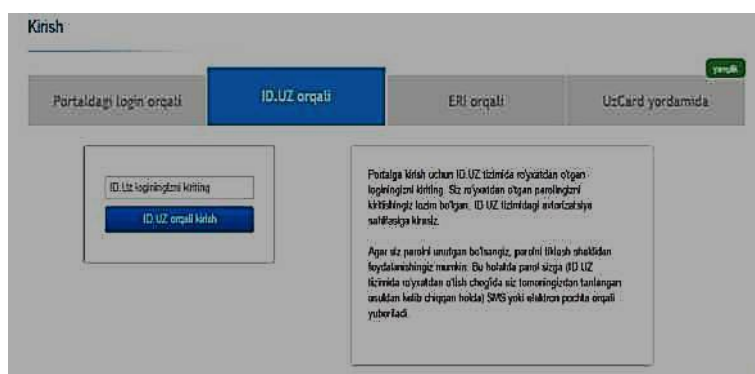 Kirish
yangilik
Portaldagi login orqali
ID.UZ orqali
ERI orqali
UzCard yordamida
ID.Uz loginingizni kiriting
ID.UZ orqali kirish
Portalga kirish uchun ID.UZ tizimida ro'yxatdan o'tgan
loginingizni kiriting. Siz ro'yxatdan o'tgan parolingizni
kiritishingiz lozim bo'lgan, ID.UZ tizimidagi avtorizatsiya
sahifasiga kirasiz.
Agar siz parolni unutgan bo'lsangiz, parolni tiklash shaklidan
foydalanishingiz mumkin. Bu holatda parol sizga (ID.UZ
tizimida ro'yxatdan o'tish chog'ida siz tomoningizdan tanlangan
usuldan kelib chiqqan holda) SMS yoki elektron pochta orqali
yuboriladi.